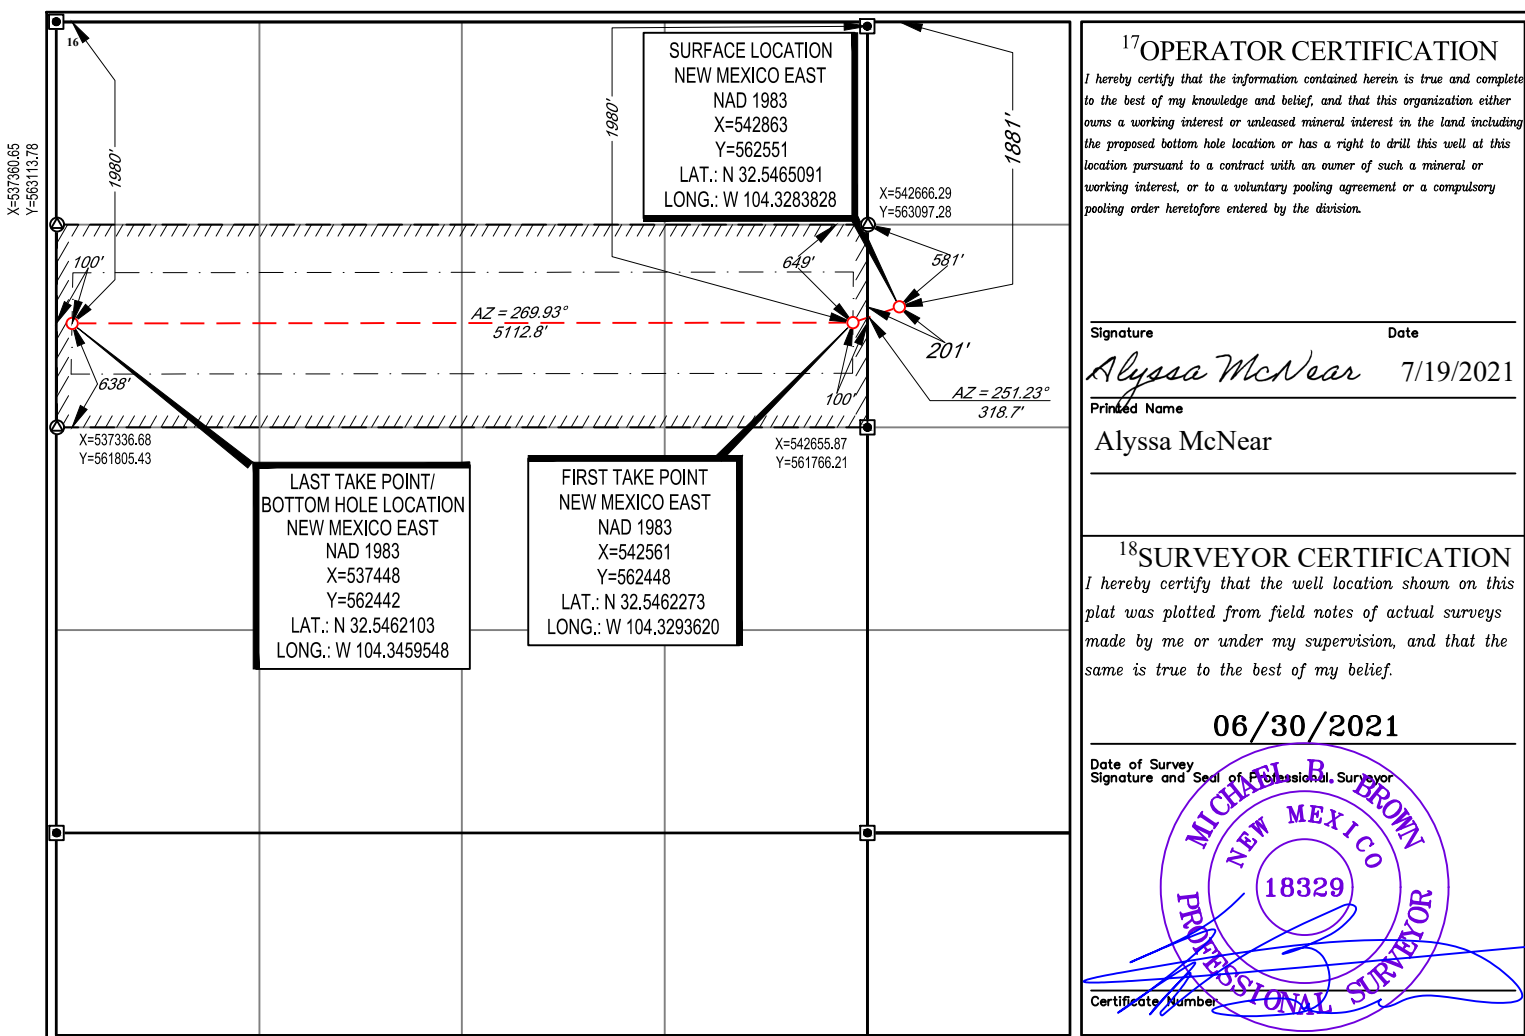 16
1980'
X=537360.65
Y=563113.78
1980'
SURFACE LOCATION
NEW MEXICO EAST
NAD 1983
X=542863
Y=562551
LAT.: N 32.5465091
LONG.: W 104.3283828
1881'
X=542666.29
Y=563097.28
100'
649'
581'
AZ = 269.93°
5112.8'
201'
638'
100'
AZ = 251.23°
318.7'
X=537336.68
Y=561805.43
X=542655.87
Y=561766.21
LAST TAKE POINT/
BOTTOM HOLE LOCATION
NEW MEXICO EAST
NAD 1983
X=537448
Y=562442
LAT.: N 32.5462103
LONG.: W 104.3459548
FIRST TAKE POINT
NEW MEXICO EAST
NAD 1983
X=542561
Y=562448
LAT.: N 32.5462273
LONG.: W 104.3293620
17 OPERATOR CERTIFICATION
I hereby certify that the information contained herein is true and complete
to the best of my knowledge and belief, and that this organization either
owns a working interest or unleased mineral interest in the land including
the proposed bottom hole location or has a right to drill this well at this
location pursuant to a contract with an owner of such a mineral or
working interest, or to a voluntary pooling agreement or a compulsory
pooling order heretofore entered by the division.
Signature Date
Alyssa McNear 7/19/2021
Printed Name
Alyssa McNear
18 SURVEYOR CERTIFICATION
I hereby certify that the well location shown on this
plat was plotted from field notes of actual surveys
made by me or under my supervision, and that the
same is true to the best of my belief.
06/30/2021
Date of Survey
Signature and Seal of Professional Surveyor
MICHAEL B. BROWN
NEW MEXICO
18329
PROFESSIONAL SURVEYOR
Certificate Number